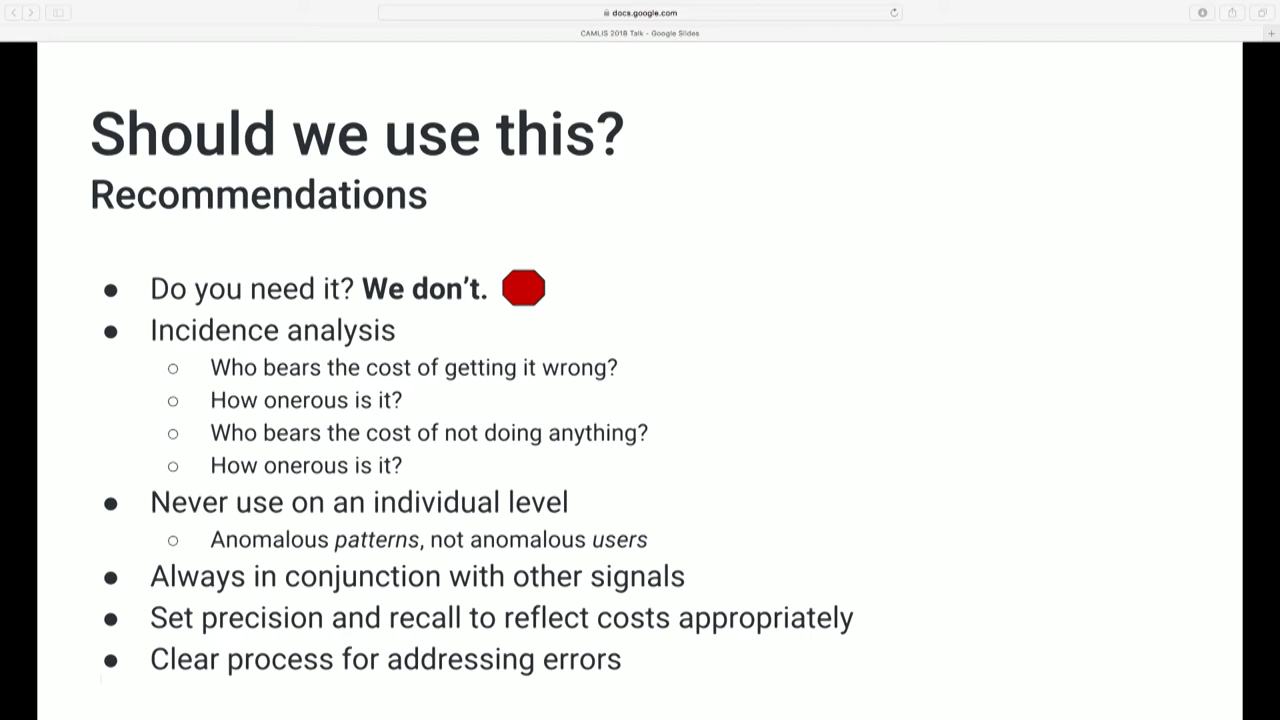 docs.google.com
CAMLIS 2018 Talk - Google Slides
Should we use this?
Recommendations
● Do you need it? We don't.
● Incidence analysis
○ Who bears the cost of getting it wrong?
○ How onerous is it?
○ Who bears the cost of not doing anything?
○ How onerous is it?
● Never use on an individual level
○ Anomalous patterns, not anomalous users
● Always in conjunction with other signals
● Set precision and recall to reflect costs appropriately
● Clear process for addressing errors